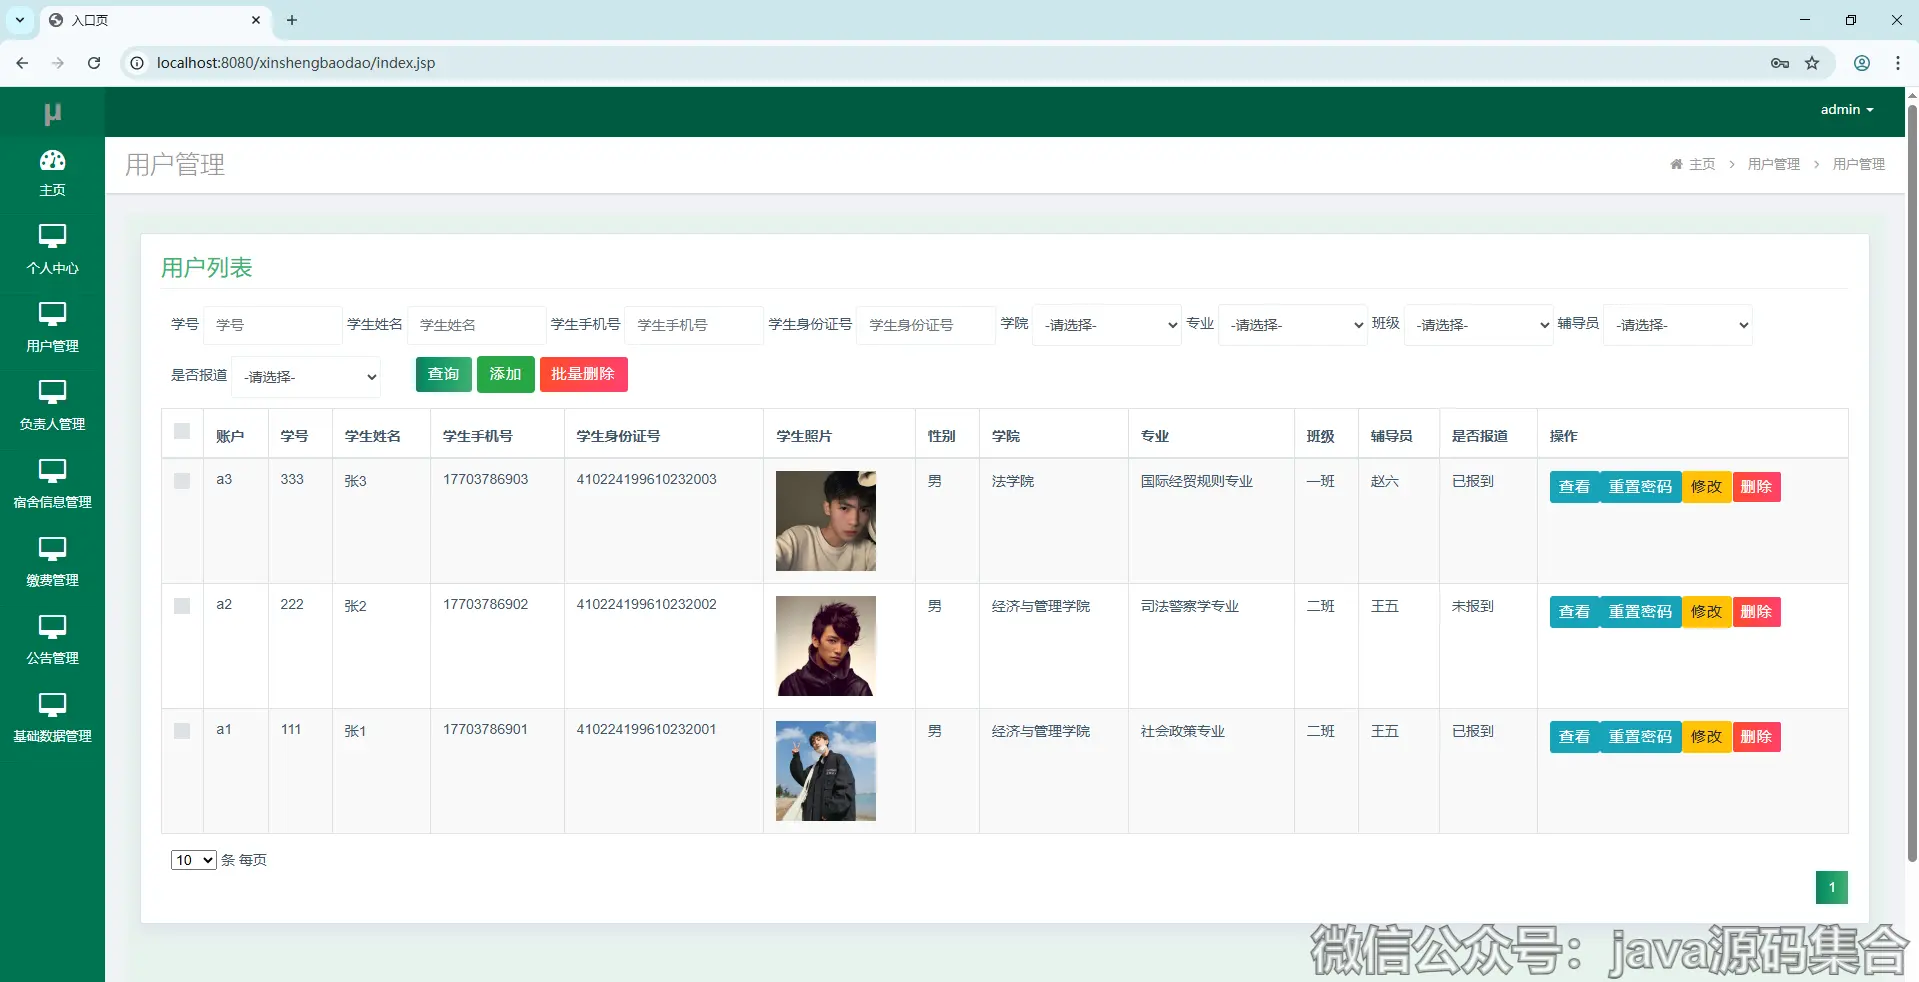 入口页
localhost:8080/xinshengbaodao/index.jsp
μ
admin
主页
个人中心
用户管理
负责人管理
宿舍信息管理
缴费管理
公告管理
基础数据管理
用户管理
主页 > 用户管理 > 用户管理
用户列表
学号 学号 学生姓名 学生姓名 学生手机号 学生手机号 学生身份证号 学生身份证号 学院 -请选择- 专业 -请选择- 班级 -请选择- 辅导员 -请选择-
是否报道 -请选择- 查询 添加 批量删除
账户 学号 学生姓名 学生手机号 学生身份证号 学生照片 性别 学院 专业 班级 辅导员 是否报道 操作
a3 333 张3 17703786903 410224199610232003 男 法学院 国际经贸规则专业 一班 赵六 已报到 查看 重置密码 修改 删除
a2 222 张2 17703786902 410224199610232002 男 经济与管理学院 司法警察学专业 二班 王五 未报到 查看 重置密码 修改 删除
a1 111 张1 17703786901 410224199610232001 男 经济与管理学院 社会政策专业 二班 王五 已报到 查看 重置密码 修改 删除
10 条 每页
1
微信公众号：java源码集合